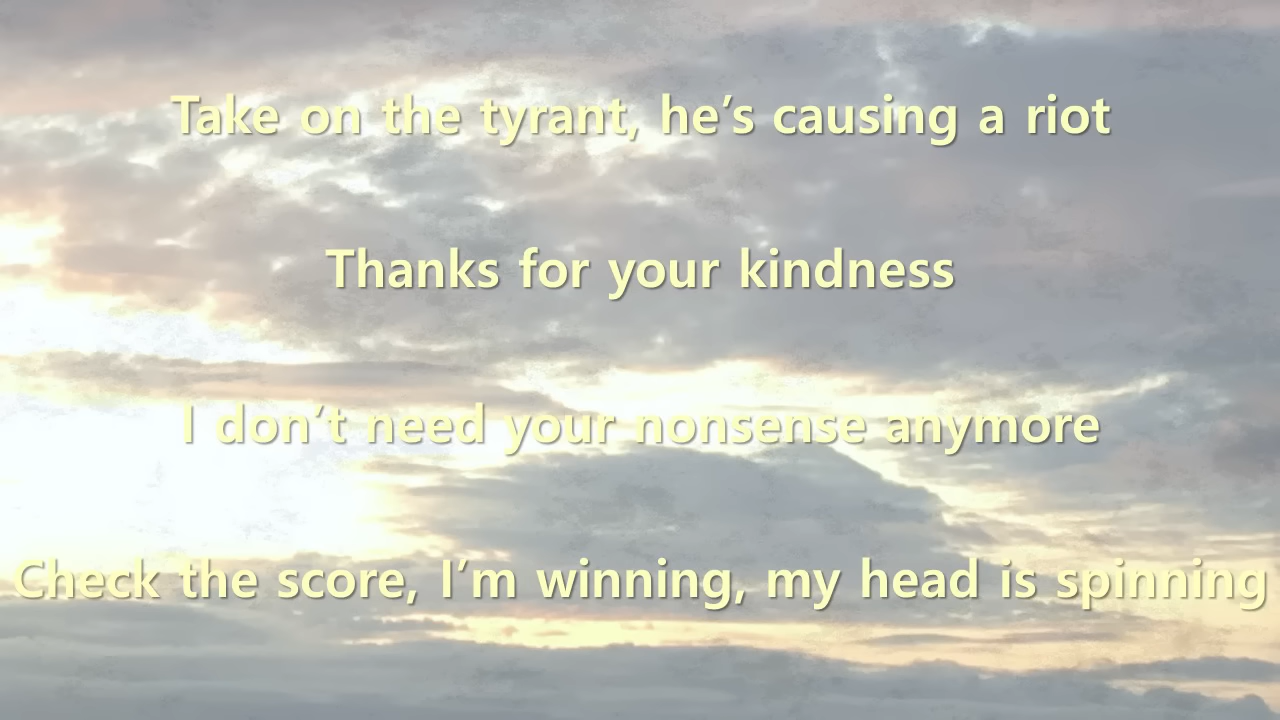 Take on the tyrant, he’s causing a riot
Thanks for your kindness
I don’t need your nonsense anymore
Check the score, I’m winning, my head is spinning